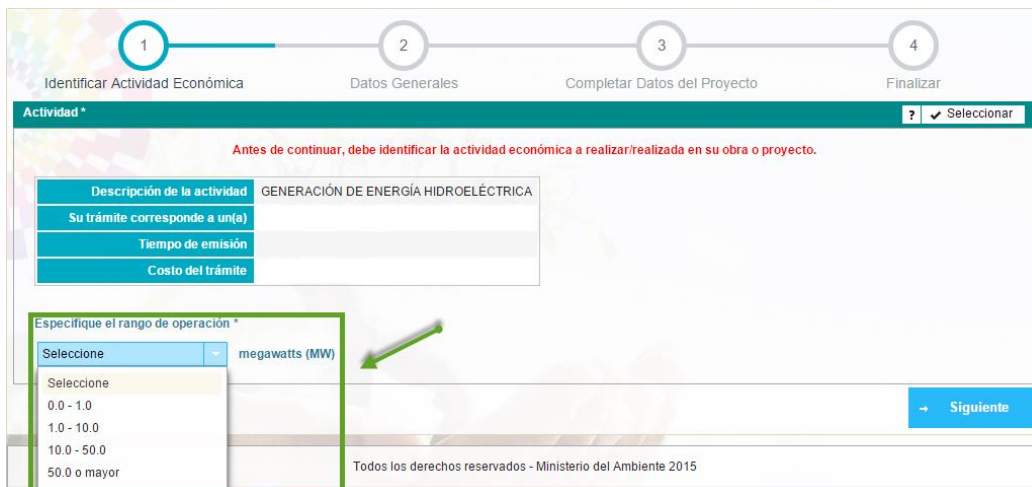 1
2
3
4
Identificar Actividad Económica
Datos Generales
Completar Datos del Proyecto
Finalizar
Actividad *
? Seleccionar
Antes de continuar, debe identificar la actividad económica a realizar/realizada en su obra o proyecto.
Descripción de la actividad GENERACIÓN DE ENERGÍA HIDROELÉCTRICA
Su trámite corresponde a un(a)
Tiempo de emisión
Costo del trámite
Especifique el rango de operación *
Seleccione megawatts (MW)
Seleccione
0.0 - 1.0
1.0 - 10.0
10.0 - 50.0
50.0 o mayor
→ Siguiente
Todos los derechos reservados - Ministerio del Ambiente 2015